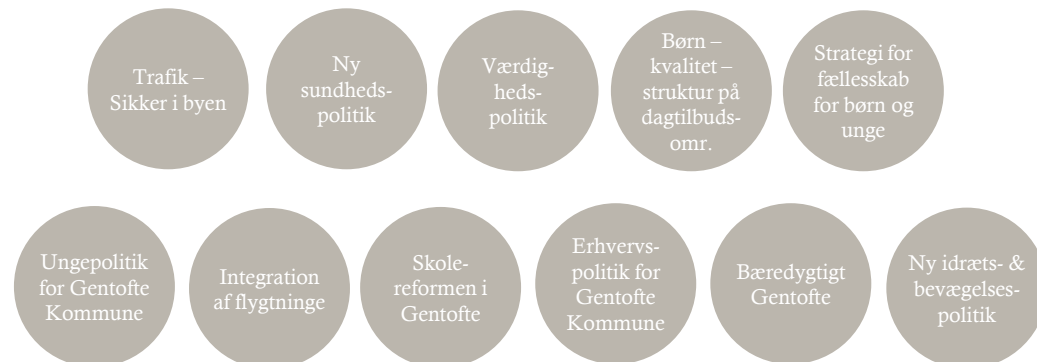 Trafik –
Sikker i byen
Ny
sundheds-
politik
Værdig-
heds-
politik
Børn –
kvalitet –
struktur på
dagtilbuds-
omr.
Strategi for
fællesskab
for børn og
unge
Ungepolitik
for Gentofte
Kommune
Integration
af flygtninge
Skole-
reformen i
Gentofte
Erhvervs-
politik for
Gentofte
Kommune
Bæredygtigt
Gentofte
Ny idræts- &
bevægelses-
politik